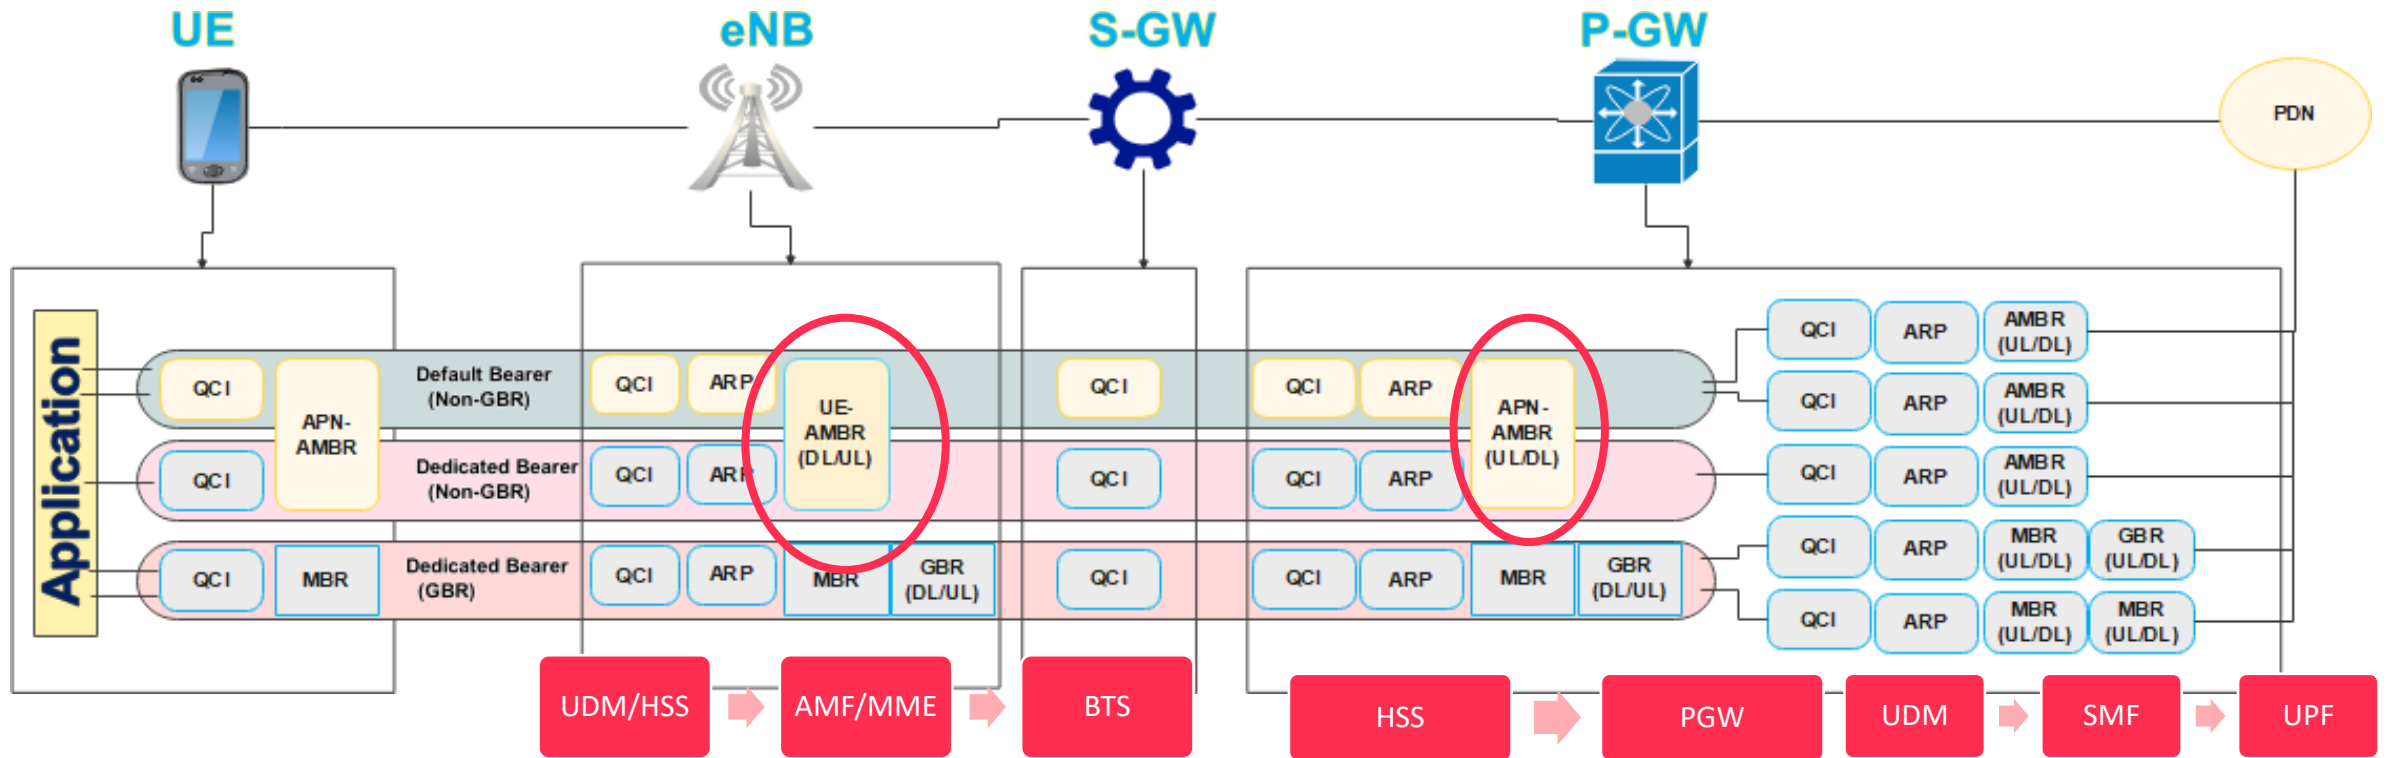 UE
eNB
S-GW
P-GW
PDN
Application
QCI
APN-
AMBR
Default Bearer
(Non-GBR)
QCI
ARP
UE-
AMBR
(DL/UL)
QCI
QCI
ARP
APN-
AMBR
(UL/DL)
QCI
Dedicated Bearer
(Non-GBR)
QCI
ARP
QCI
QCI
ARP
QCI
MBR
Dedicated Bearer
(GBR)
QCI
ARP
MBR
GBR
(DL/UL)
QCI
QCI
ARP
MBR
GBR
(DL/UL)
QCI
ARP
AMBR
(UL/DL)
QCI
ARP
AMBR
(UL/DL)
QCI
ARP
AMBR
(UL/DL)
QCI
ARP
MBR
(UL/DL)
GBR
(UL/DL)
QCI
ARP
MBR
(UL/DL)
MBR
(UL/DL)
UDM/HSS
AMF/MME
BTS
HSS
PGW
UDM
SMF
UPF